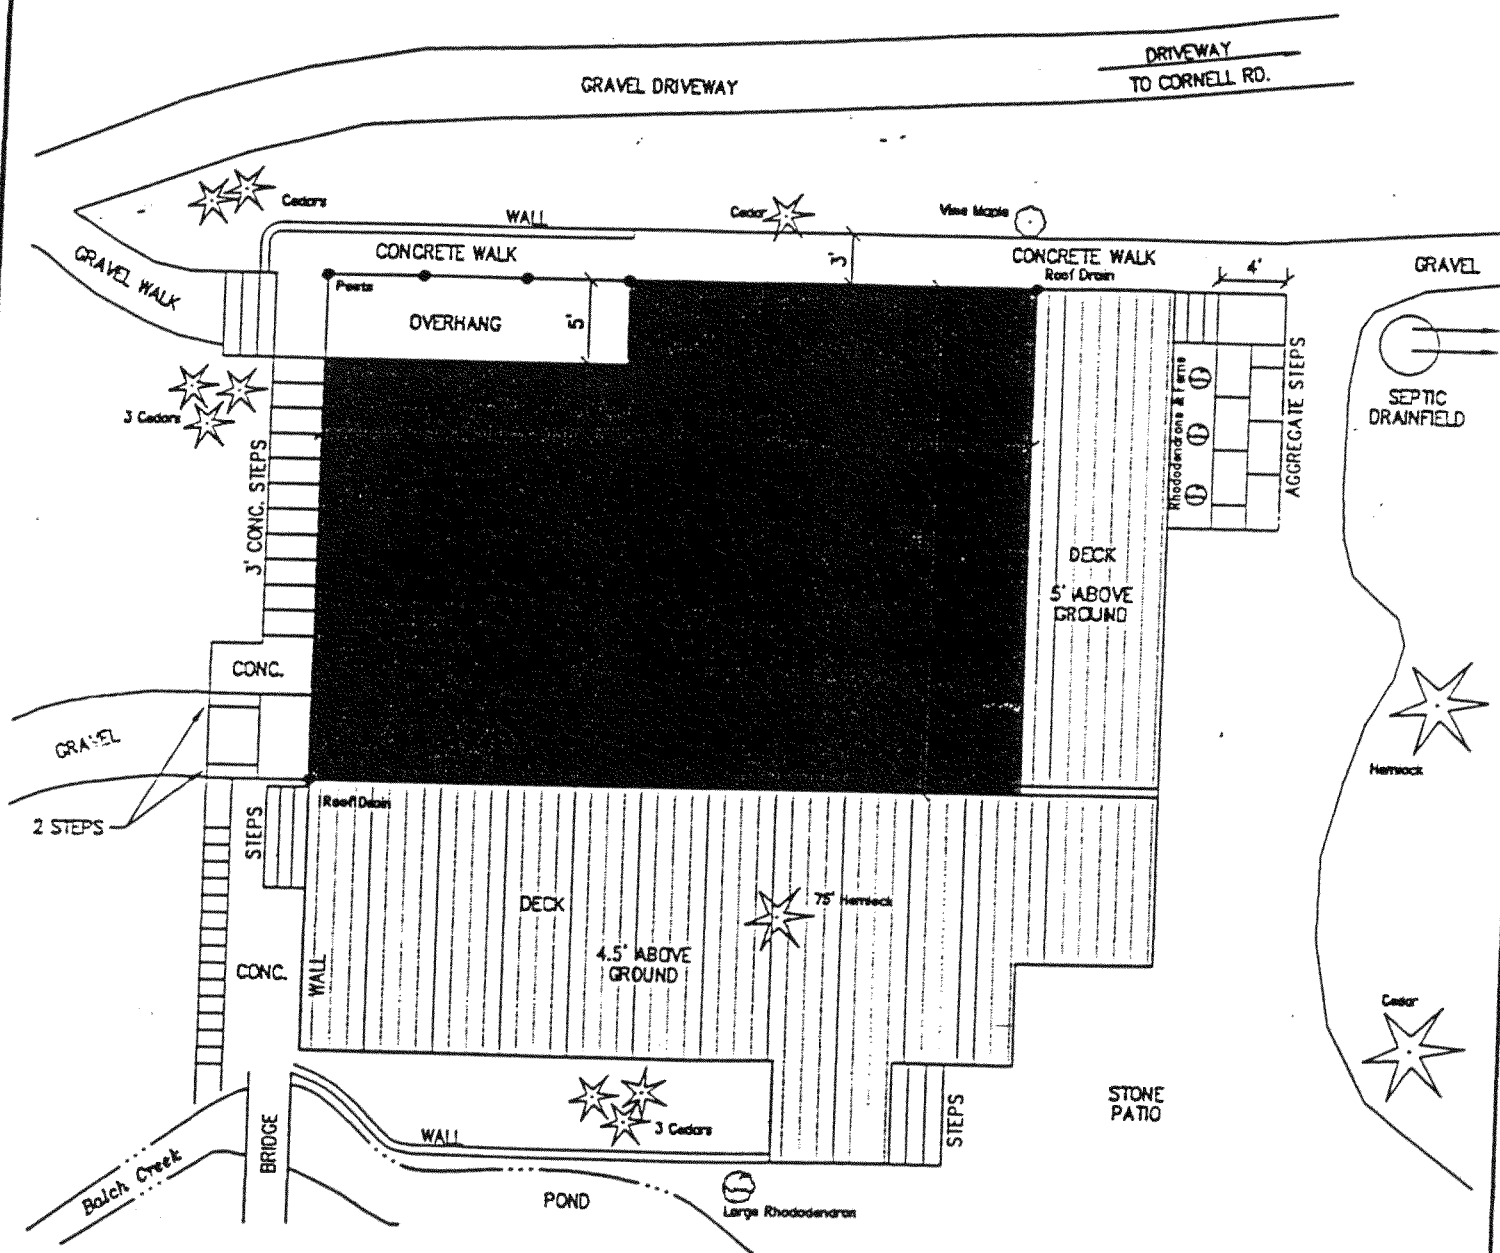 DRIVEWAY
TO CORNELL RD.
GRAVEL DRIVEWAY
Cedars
WALL
Cedar
Vine Maple
CONCRETE WALK
3'
CONCRETE WALK
Roof Drain
4'
GRAVEL
GRAVEL WALK
Posts
OVERHANG
5'
AGGREGATE STEPS
Rhododendrons & Ferns
SEPTIC
DRAINFIELD
3 Cedars
3' CONC. STEPS
DECK
5' ABOVE
GROUND
CONC.
GRAVEL
Hemlock
2 STEPS
STEPS
Roof Drain
DECK
75' Hemlock
4.5' ABOVE
GROUND
WALL
CONC.
Cedar
STONE
PATIO
STEPS
3 Cedars
WALL
BRIDGE
Balch Creek
POND
Large Rhododendron